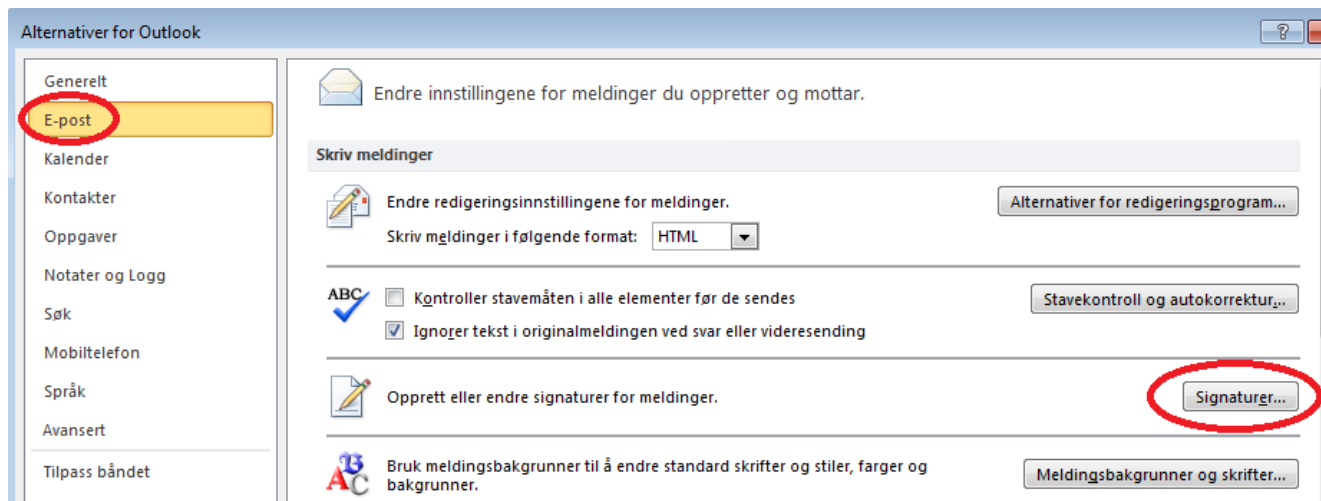 Alternativer for Outlook
Generelt
E-post
Kalender
Kontakter
Oppgaver
Notater og Logg
Søk
Mobiltelefon
Språk
Avansert
Tilpass båndet
Endre innstillingene for meldinger du oppretter og mottar.
Skriv meldinger
Endre redigeringsinnstillingene for meldinger.
Alternativer for redigeringsprogram...
Skriv meldinger i følgende format: HTML
ABC
Kontroller stavemåten i alle elementer før de sendes
Stavekontroll og autokorrektur...
Ignorer tekst i originalmeldingen ved svar eller videresending
Opprett eller endre signaturer for meldinger.
Signaturer...
Bruk meldingsbakgrunner til å endre standard skrifter og stiler, farger og
bakgrunner.
Meldingsbakgrunner og skrifter...